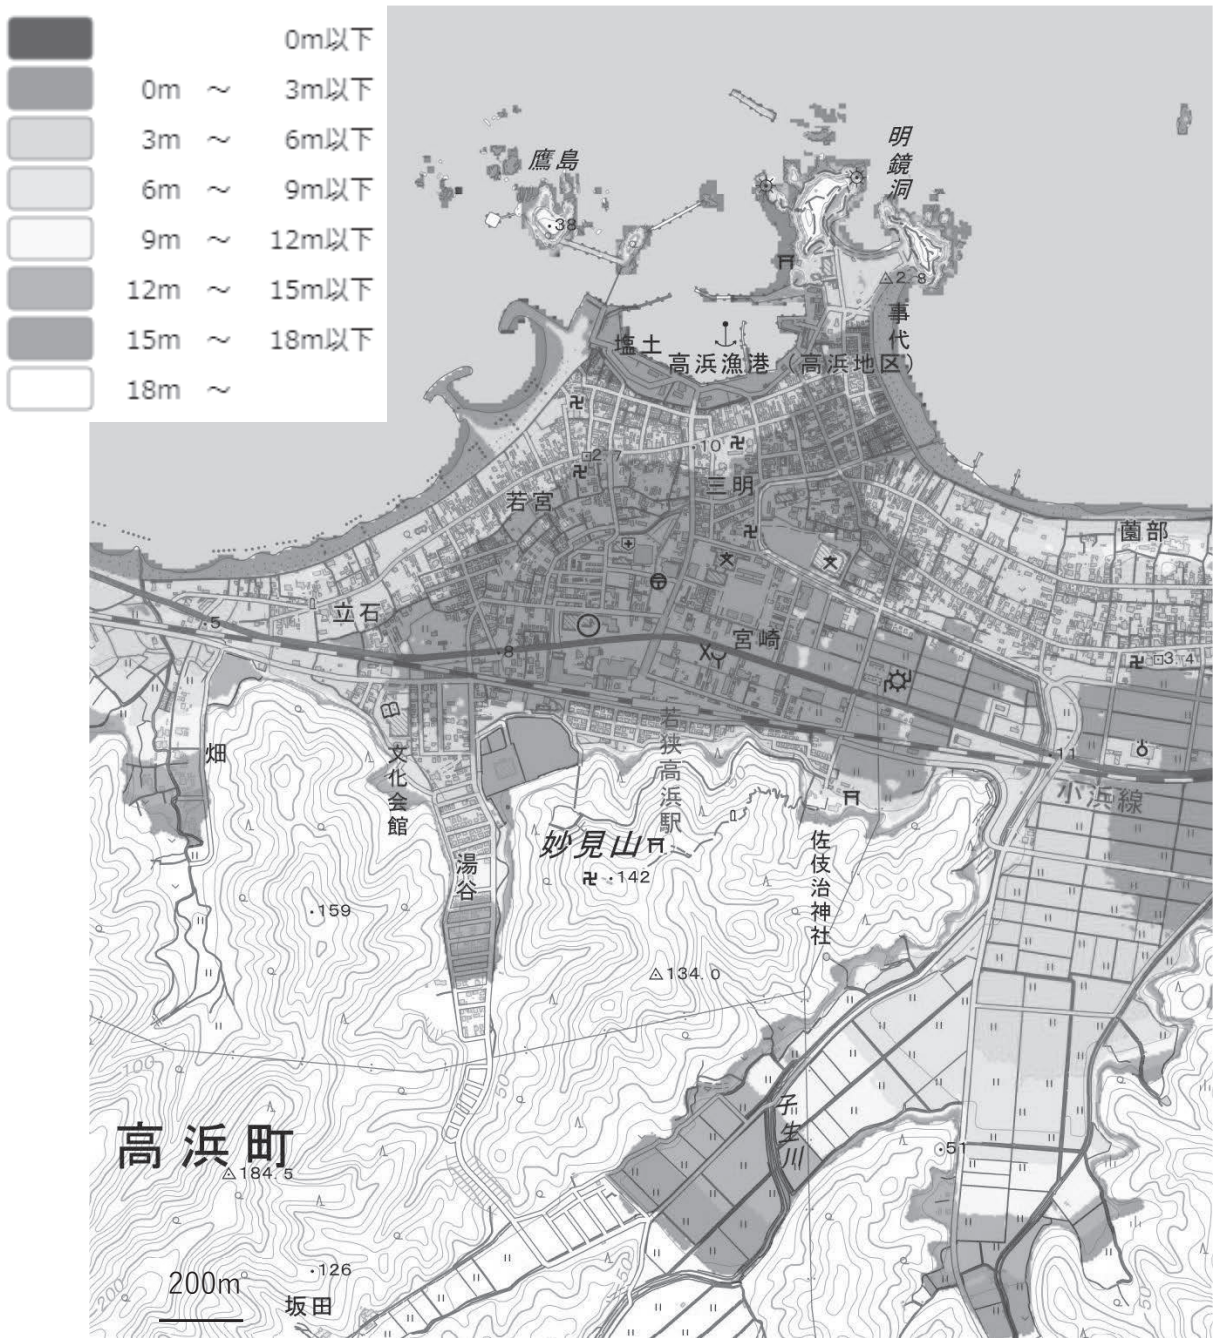 0m以下
0m ～ 3m以下
3m ～ 6m以下
6m ～ 9m以下
9m ～ 12m以下
12m ～ 15m以下
15m ～ 18m以下
18m ～
明鏡洞
鷹島
38
2.8
事代
塩土
高浜漁港（高浜地区）
10
2.7
三明
若宮
薗部
立石
5
宮崎
8
3.4
若狭高浜駅
11
畑
文化会館
小浜線
妙見山
142
佐伎治神社
湯谷
159
134.0
100
50
子生川
高浜町
184.5
51
126
200m
坂田
200
50
50